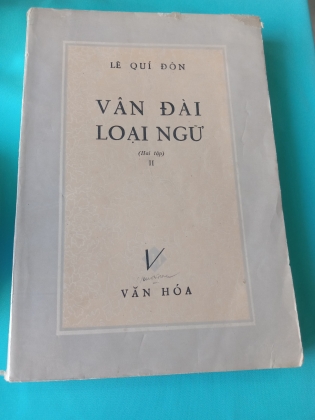 LÊ QUÍ ĐÔN
VÂN ĐÀI
LOẠI NGỮ
(Hai tập)
II
V
VĂN HÓA